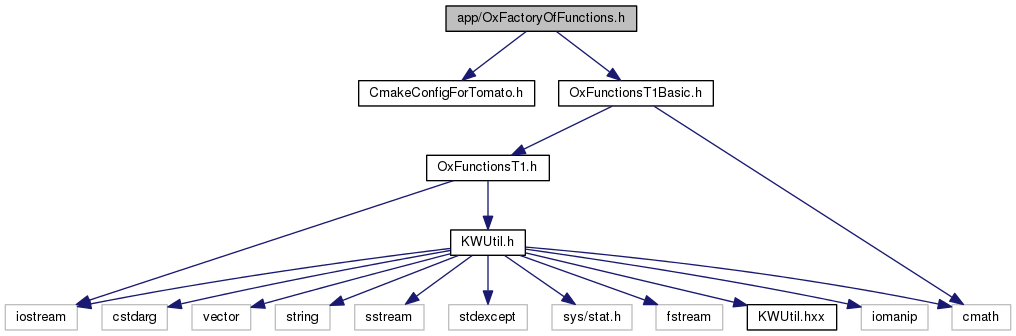 app/OxFactoryOfFunctions.h
CmakeConfigForTomato.h
OxFunctionsT1Basic.h
OxFunctionsT1.h
KWUtil.h
iostream
cstdarg
vector
string
sstream
stdexcept
sys/stat.h
fstream
KWUtil.hxx
iomanip
cmath